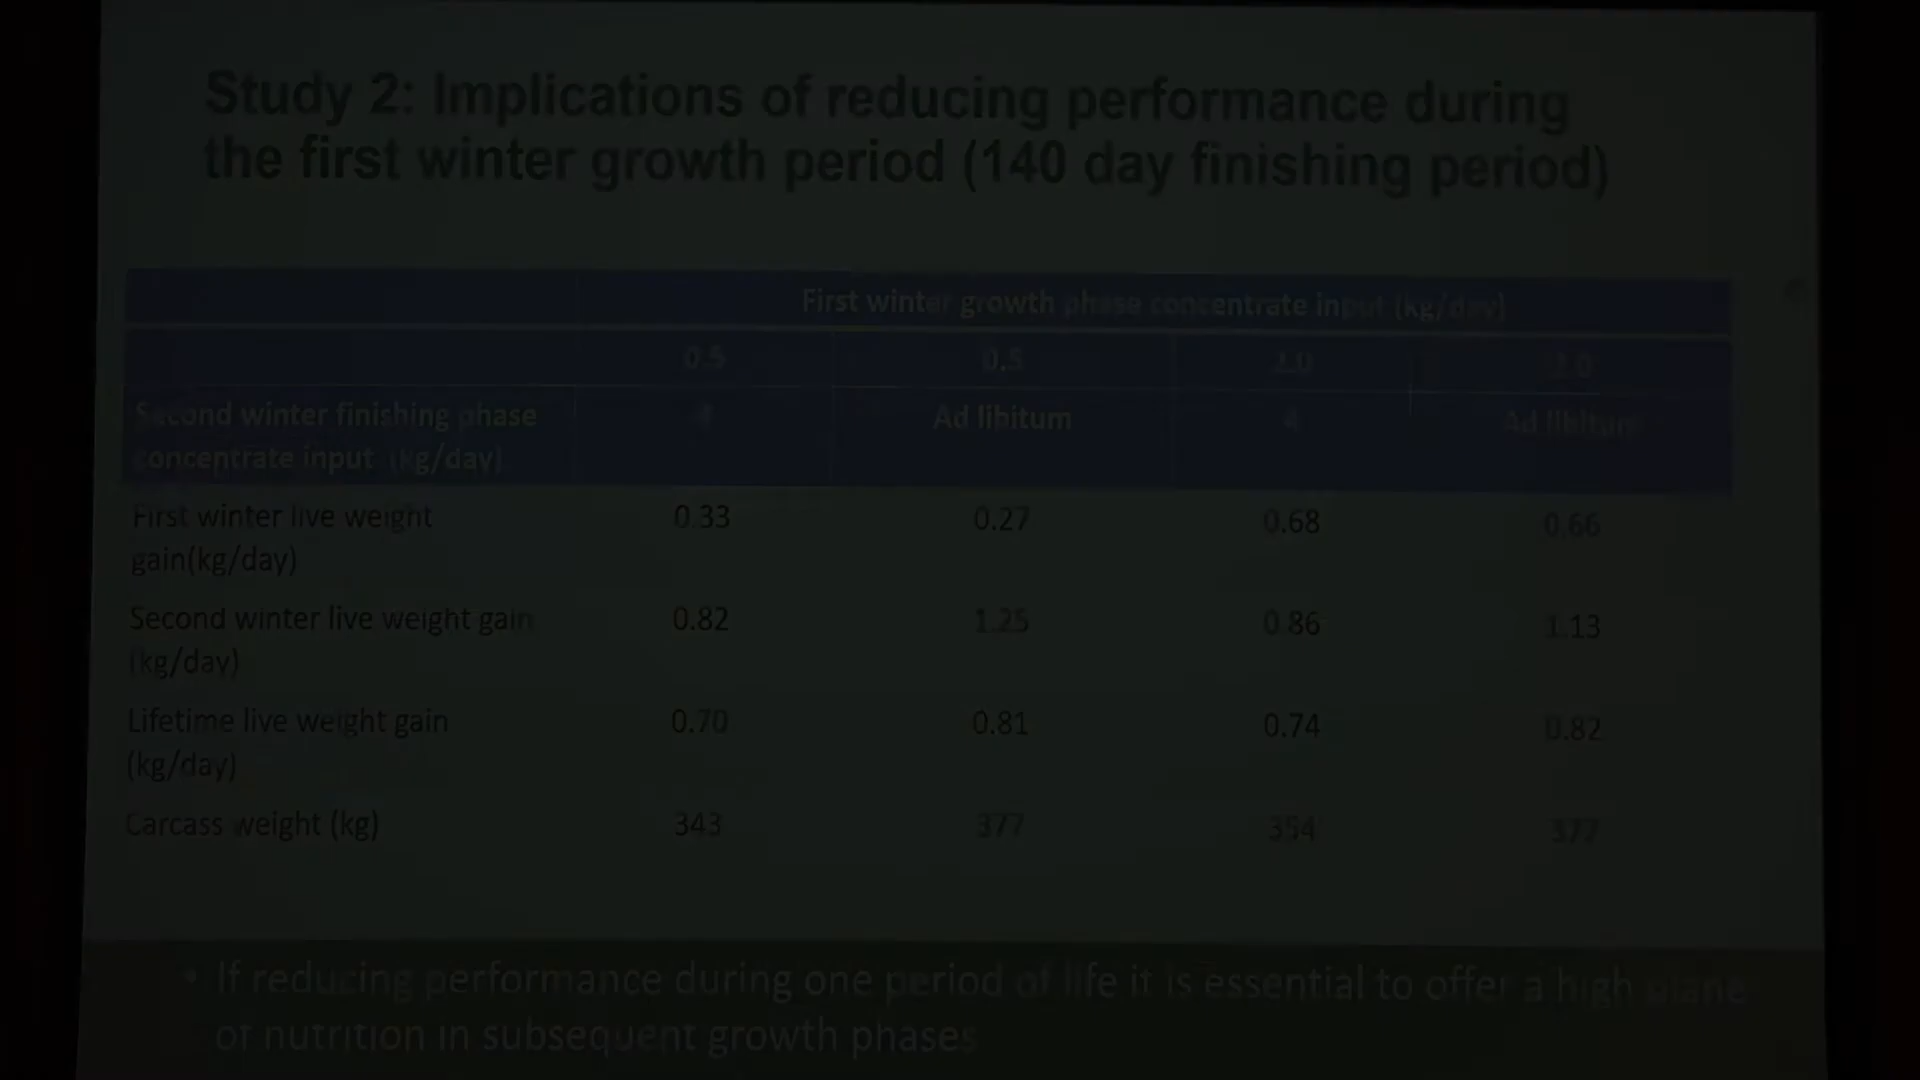 Study 2: Implications of reducing performance during
the first winter growth period (140 day finishing period)
First winter growth phase concentrate input (kg/day)
0.5 0.5 2.0 2.0
Second winter finishing phase 4 Ad libitum 4 Ad libitum
concentrate input (kg/day)
First winter live weight 0.33 0.27 0.68 0.66
gain(kg/day)
Second winter live weight gain 0.82 1.25 0.86 1.13
(kg/day)
Lifetime live weight gain 0.70 0.81 0.74 0.82
(kg/day)
Carcass weight (kg) 343 377 354 377
• If reducing performance during one period of life it is essential to offer a high plane
of nutrition in subsequent growth phases